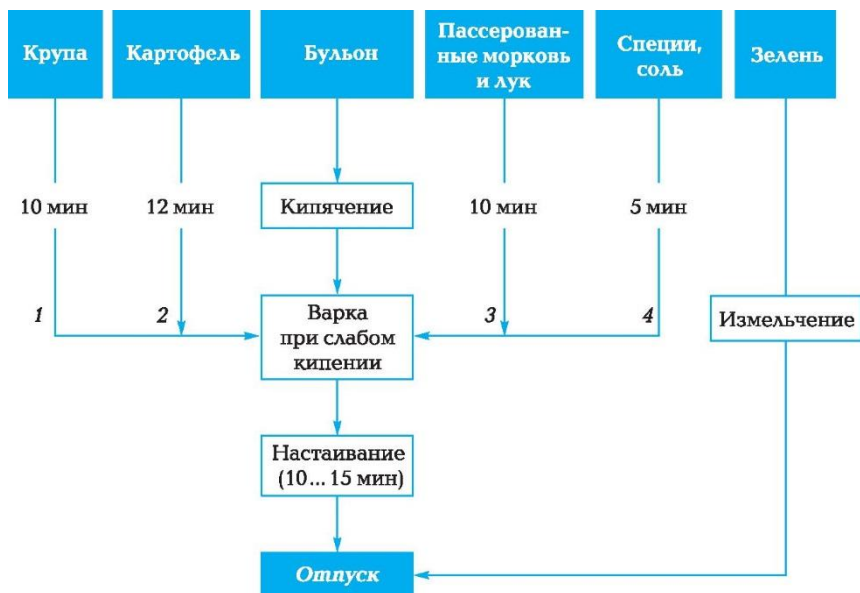 Крупа
Картофель
Бульон
Пассерован-
ные морковь
и лук
Специи,
соль
Зелень
10 мин
12 мин
Кипячение
10 мин
5 мин
1
2
Варка
при слабом
кипении
3
4
Измельчение
Настаивание
(10 ... 15 мин)
Отпуск